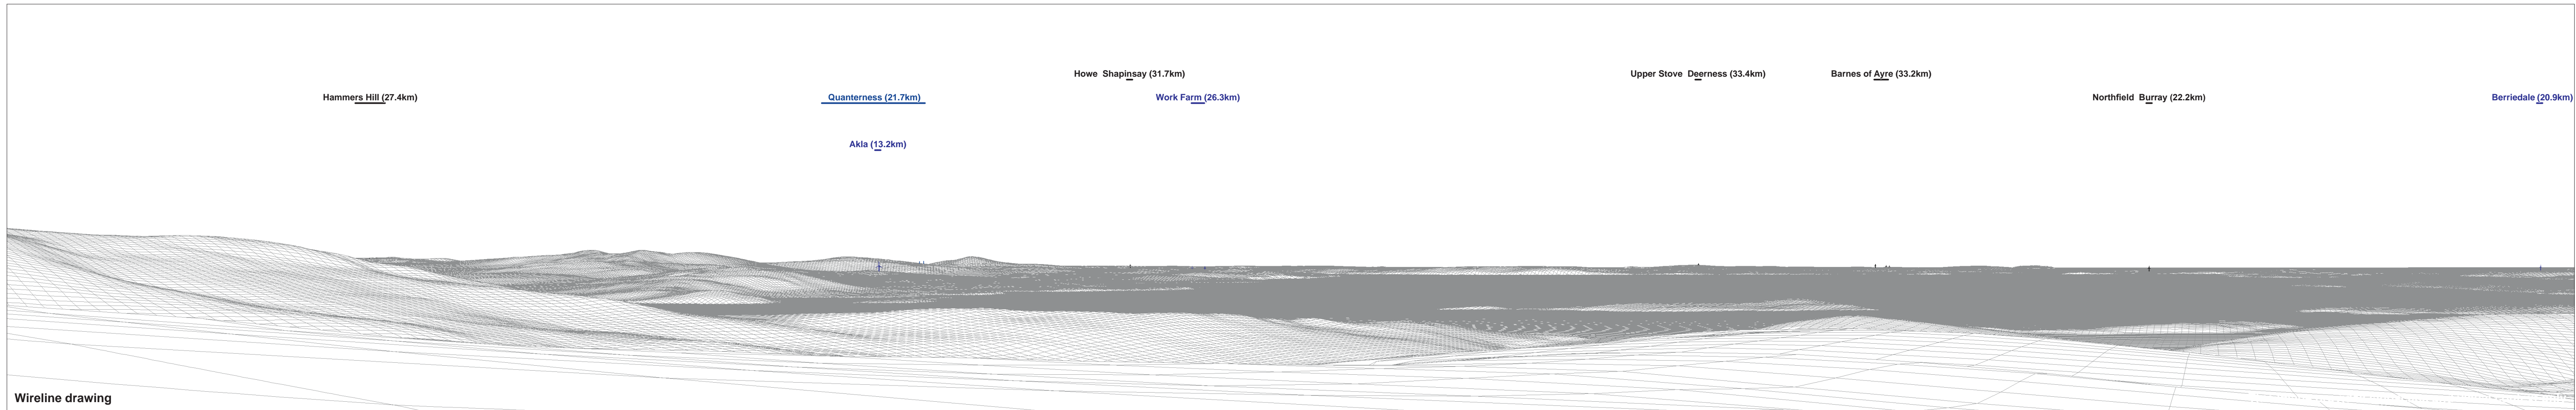 Howe Shapinsay (31.7km)
Upper Stove Deerness (33.4km)
Barnes of Ayre (33.2km)
Hammers Hill (27.4km)
Quanterness (21.7km)
Work Farm (26.3km)
Northfield Burray (22.2km)
Berriedale (20.9km)
Akla (13.2km)
Wireline drawing